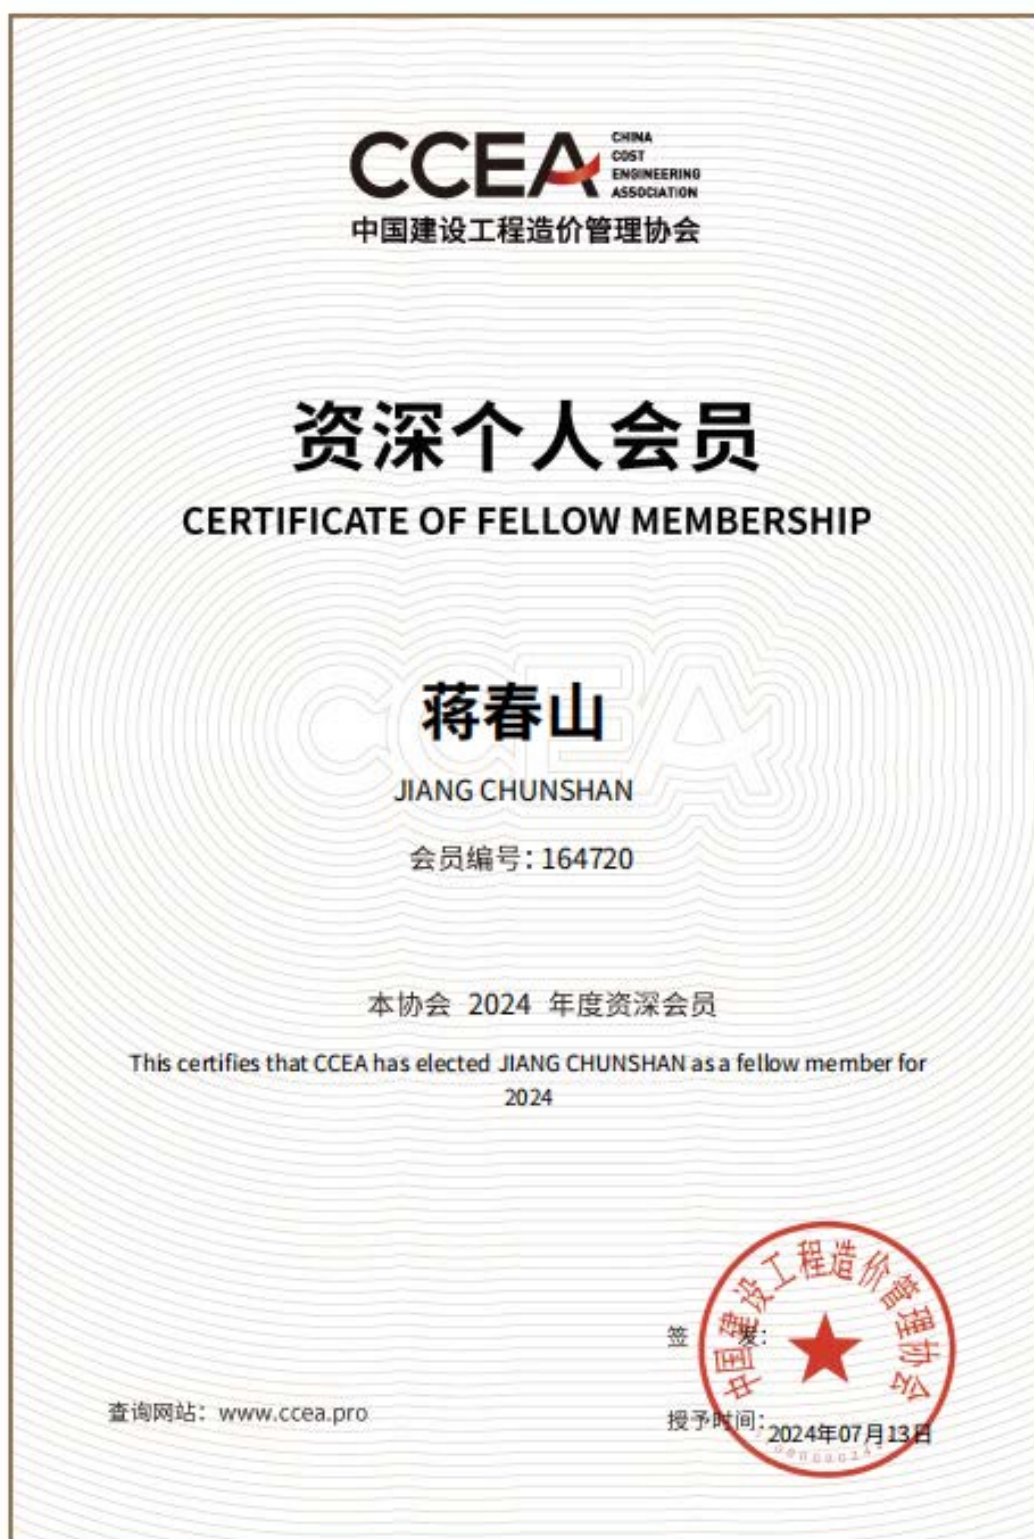 CCEA
CHINA
COST
ENGINEERING
ASSOCIATION
中国建设工程造价管理协会
资深个人会员
CERTIFICATE OF FELLOW MEMBERSHIP
CCEA
蒋春山
JIANG CHUNSHAN
会员编号：164720
本协会 2024 年度资深会员
This certifies that CCEA has elected JIANG CHUNSHAN as a fellow member for
2024
中国建设工程造价管理协会
签 发：
查询网站：www.ccea.pro
授予时间：2024年07月13日